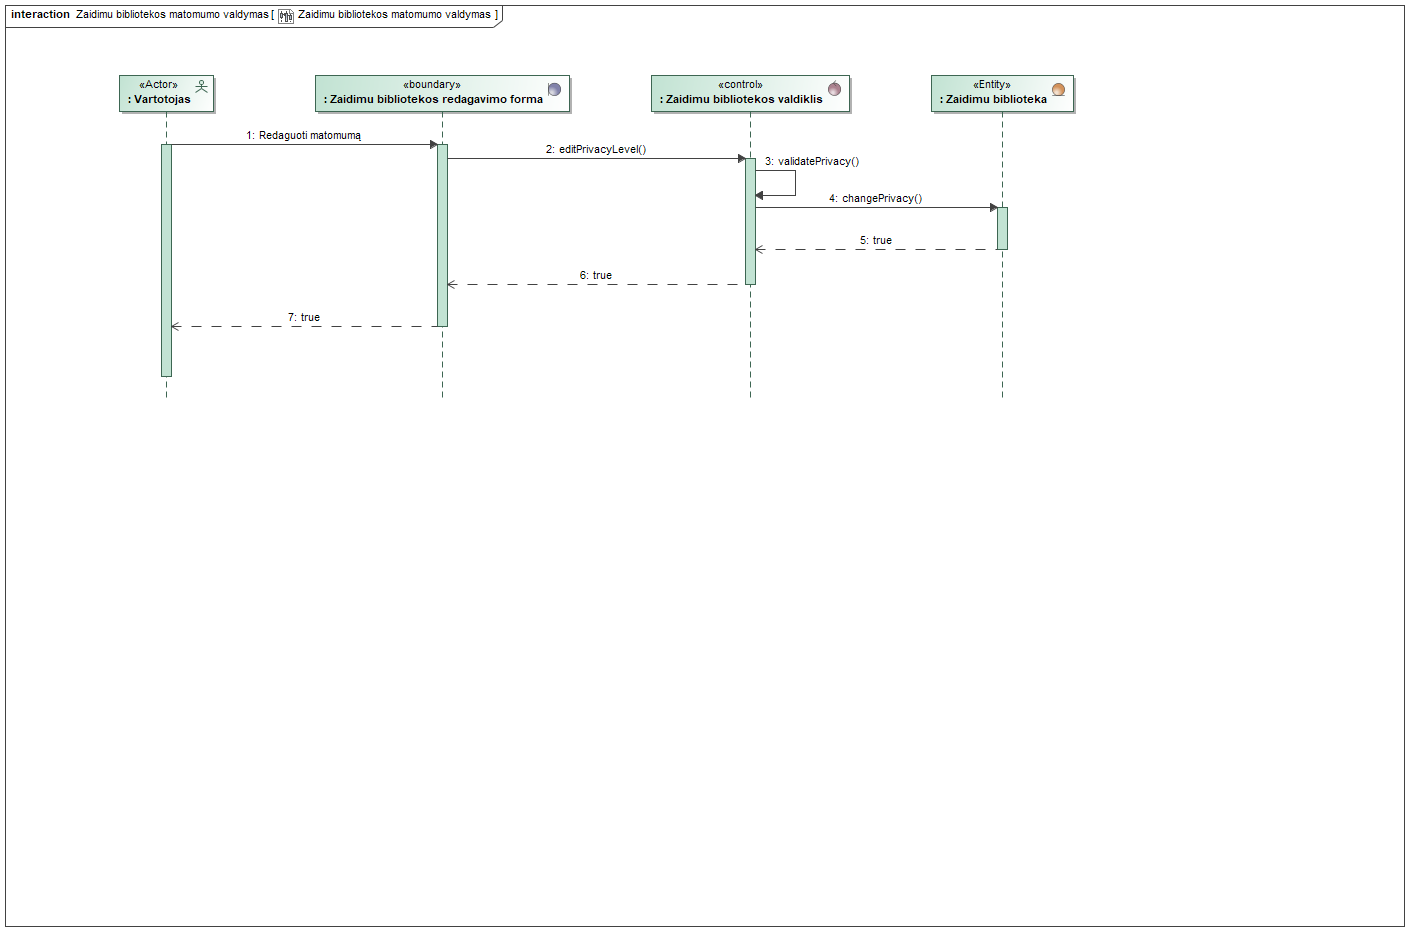 interaction Zaidimu bibliotekos matomumo valdymas [ Zaidimu bibliotekos matomumo valdymas ]
«Actor»
: Vartotojas
«boundary»
: Zaidimu bibliotekos redagavimo forma
«control»
: Zaidimu bibliotekos valdiklis
«Entity»
: Zaidimu biblioteka
1: Redaguoti matomumą
2: editPrivacyLevel()
3: validatePrivacy()
4: changePrivacy()
5: true
6: true
7: true